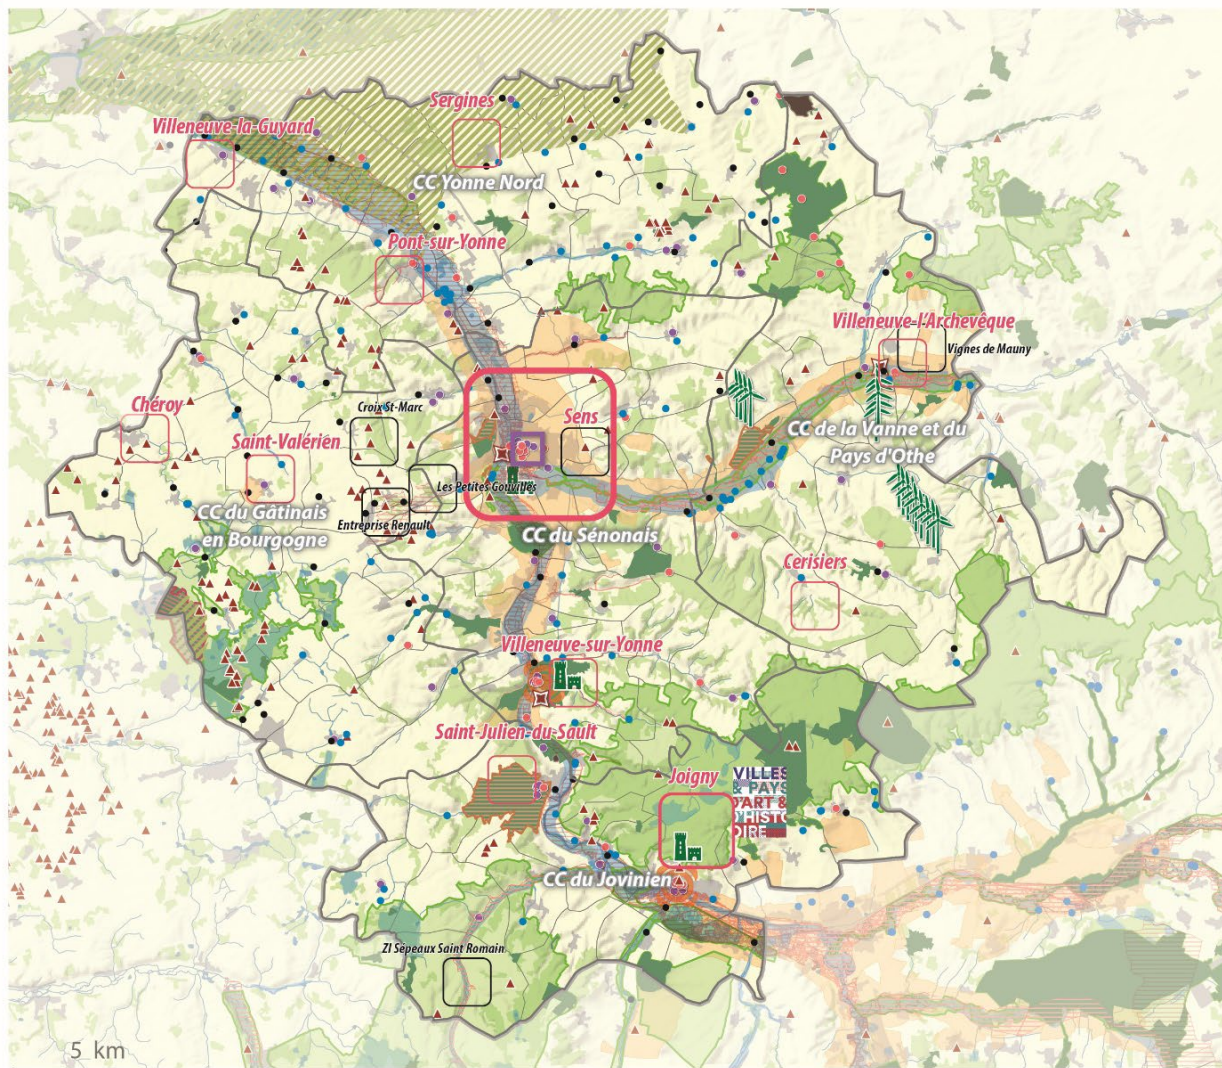 Sergines
Villeneuve-la-Guyard
CC Yonne Nord
Pont-sur-Yonne
Villeneuve-l'Archevêque
Vignes de Mauny
Chéroy
Croix St-Marc
Sens
Saint-Valérien
CC de la Vanne et du
Pays d'Othe
Les Petites Gouvilles
CC du Gâtinais
en Bourgogne
Entreprise Renault
CC du Sénonais
Cerisiers
Villeneuve-sur-Yonne
Saint-Julien-du-Sault
Joigny
VILLES
& PAYS
D'ART &
D'HISTO
OIRE
CC du Jovinien
ZI Sépeaux Saint Romain
5 km